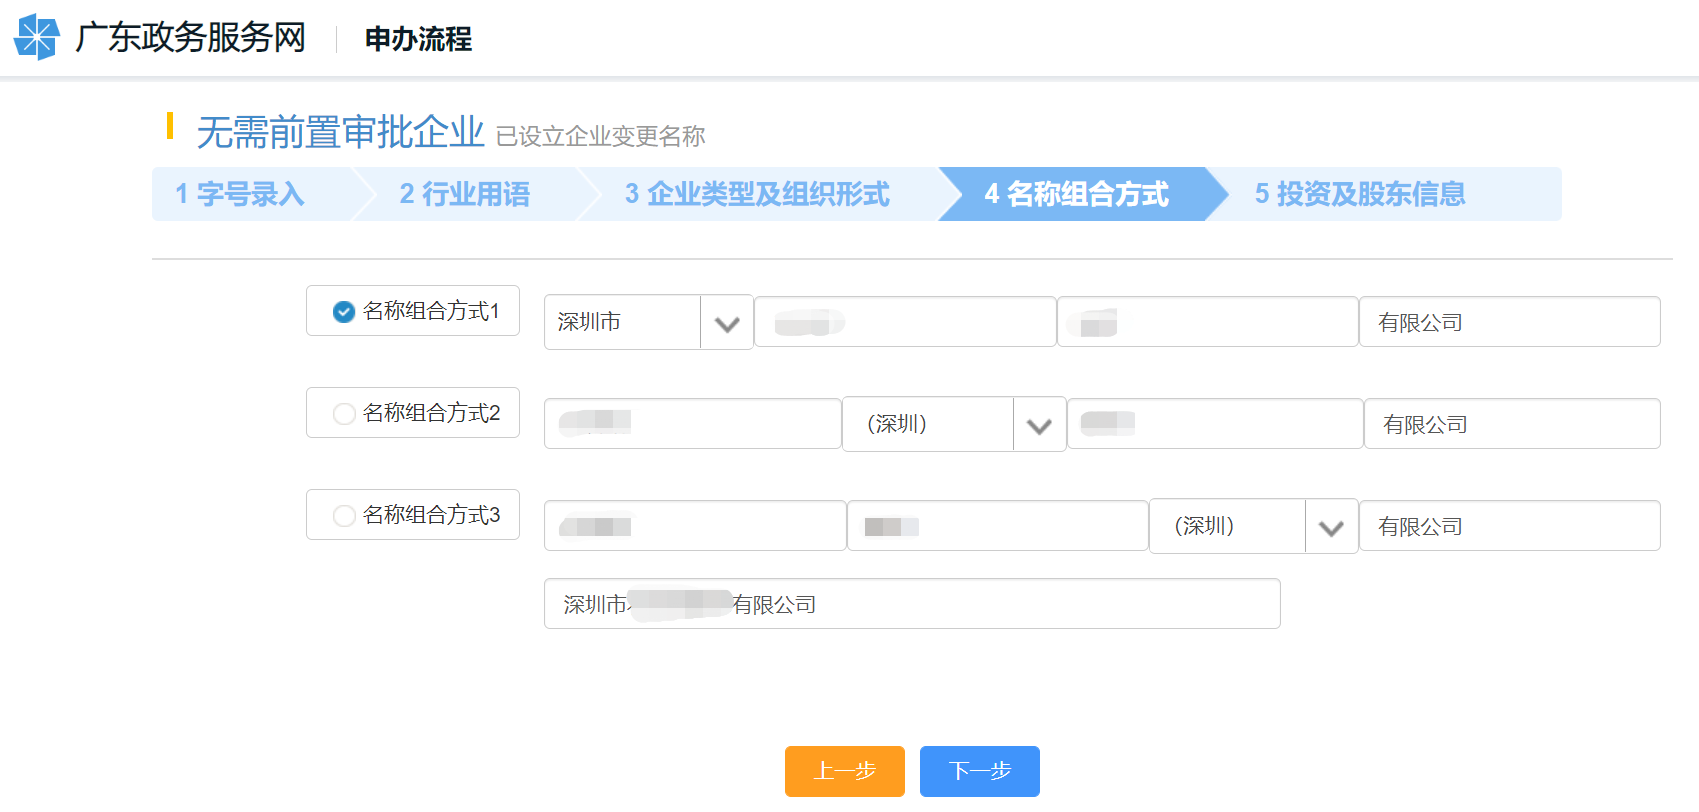 广东政务服务网 申办流程
无需前置审批企业 已设立企业变更名称
1 字号录入 2 行业用语 3 企业类型及组织形式 4 名称组合方式 5 投资及股东信息
名称组合方式1 深圳市 有限公司
名称组合方式2 （深圳） 有限公司
名称组合方式3 （深圳） 有限公司
深圳市 有限公司
上一步 下一步